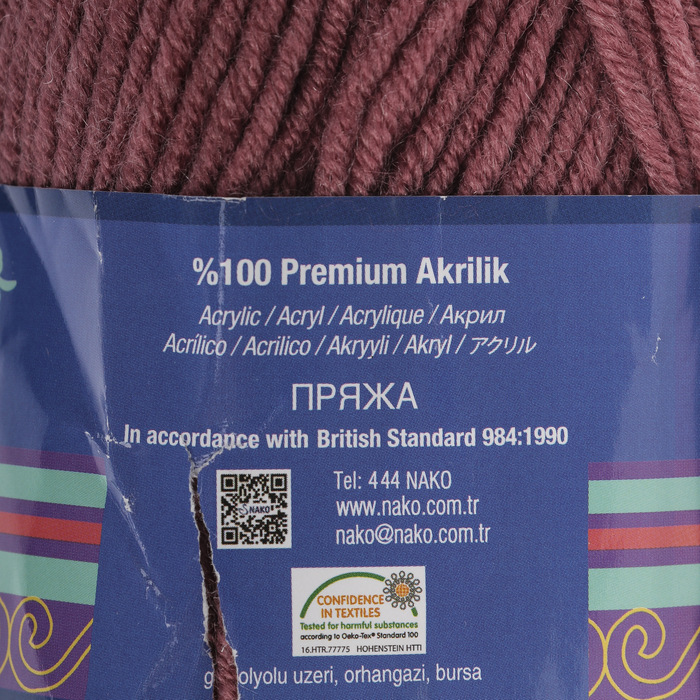 %100 Premium Akrilik
Acrylic / Acryl / Acrylique / Акрил
Acrílico / Acrilico / Akryyli / Akryl / アクリル
ПРЯЖА
In accordance with British Standard 984:1990
NAKO
Tel: 444 NAKO
www.nako.com.tr
nako@nako.com.tr
CONFIDENCE
IN TEXTILES
Tested for harmful substances
according to Oeko-Tex® Standard 100
16.HTR.77775 HOHENSTEIN HTTI
uzeri, orhangazi, bursa